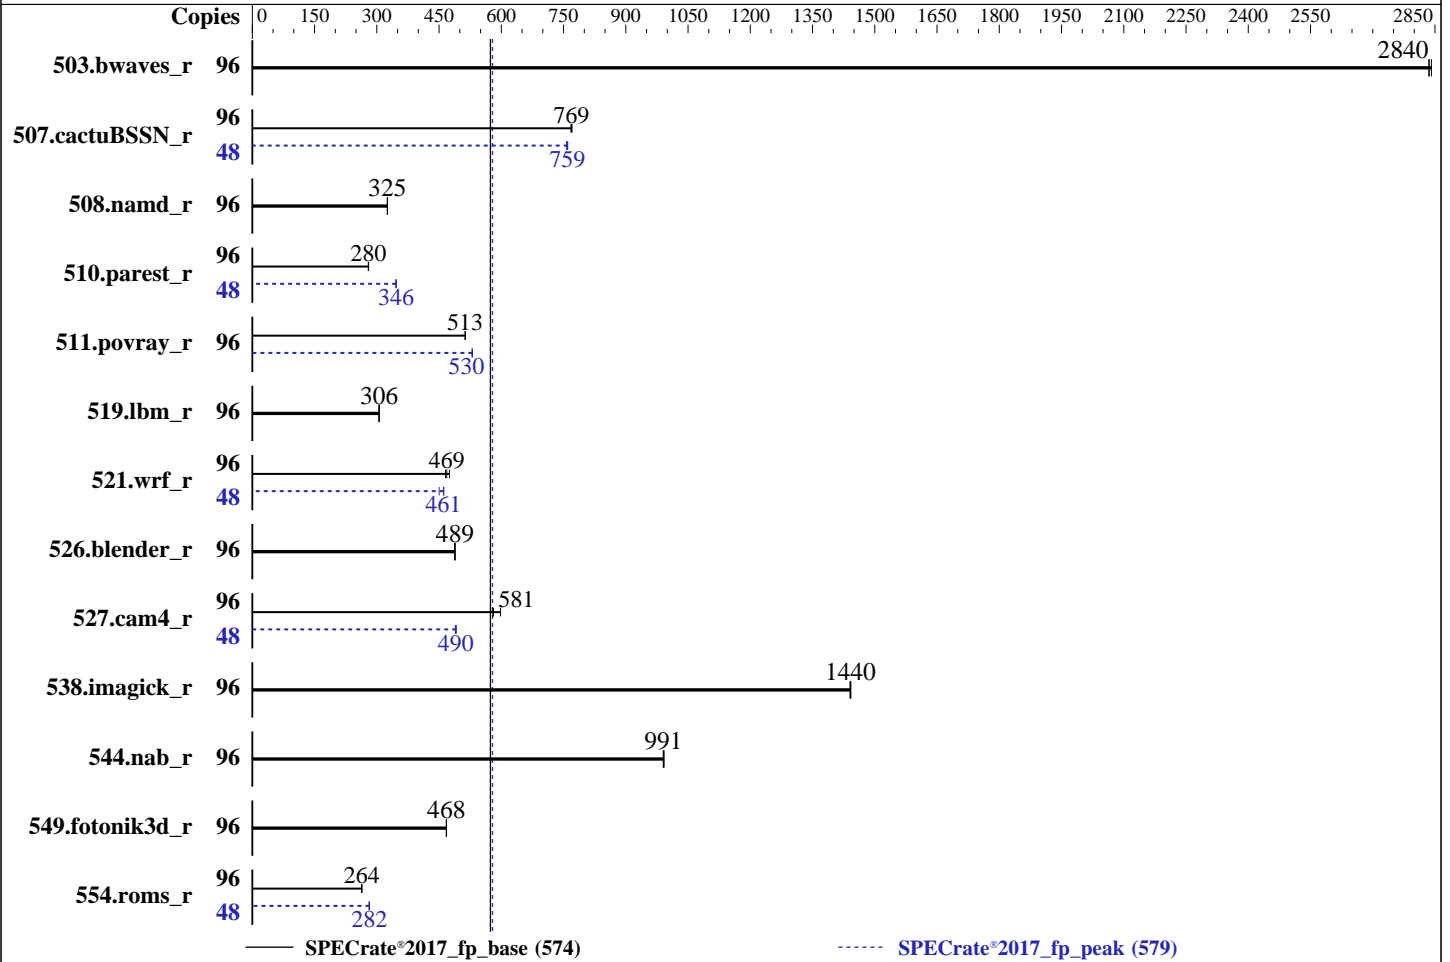 Copies 0 150 300 450 600 750 900 1050 1200 1350 1500 1650 1800 1950 2100 2250 2400 2550 2850
503.bwaves_r 96 2840
507.cactuBSSN_r 96 769
48 759
508.namd_r 96 325
510.parest_r 96 280
48 346
511.povray_r 96 513
530
519.lbm_r 96 306
521.wrf_r 96 469
48 461
526.blender_r 96 489
527.cam4_r 96 581
48 490
538.imagick_r 96 1440
544.nab_r 96 991
549.fotonik3d_r 96 468
554.roms_r 96 264
48 282
SPECrate®2017_fp_base (574) SPECrate®2017_fp_peak (579)